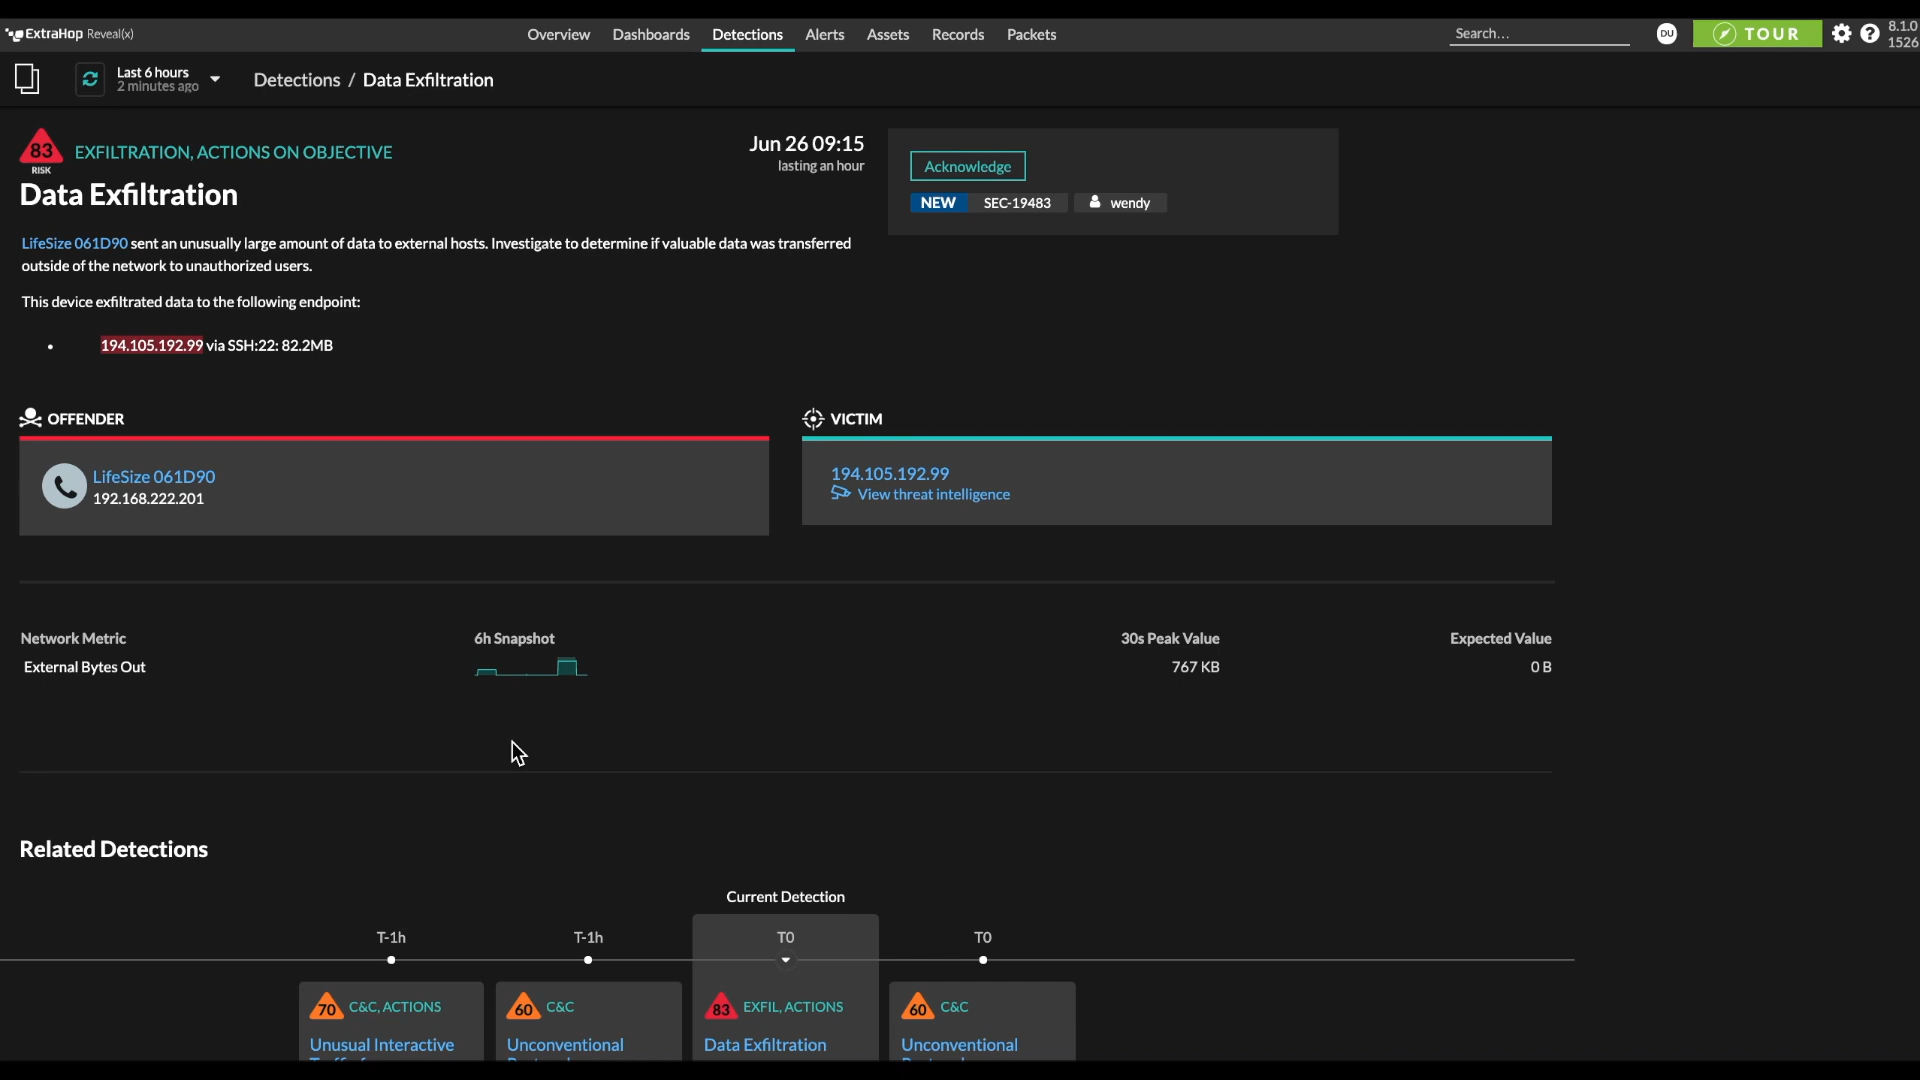 ExtraHop Reveal(x)
Overview Dashboards Detections Alerts Assets Records Packets
Search...
DU
TOUR
8.1.0
1526
Last 6 hours
2 minutes ago
Detections / Data Exfiltration
83
RISK
EXFILTRATION, ACTIONS ON OBJECTIVE
Data Exfiltration
Jun 26 09:15
lasting an hour
Acknowledge
NEW SEC-19483 wendy
LifeSize 061D90 sent an unusually large amount of data to external hosts. Investigate to determine if valuable data was transferred
outside of the network to unauthorized users.
This device exfiltrated data to the following endpoint:
• 194.105.192.99 via SSH:22: 82.2MB
OFFENDER
LifeSize 061D90
192.168.222.201
VICTIM
194.105.192.99
View threat intelligence
Network Metric 6h Snapshot 30s Peak Value Expected Value
External Bytes Out 767 KB 0 B
Related Detections
Current Detection
T-1h T-1h T0 T0
70 C&C, ACTIONS
Unusual Interactive
60 C&C
Unconventional
83 EXFIL, ACTIONS
Data Exfiltration
60 C&C
Unconventional